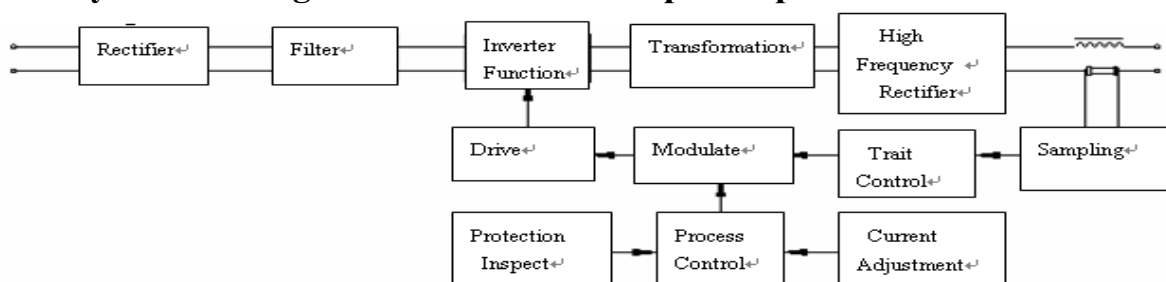 Rectifier
Filter
Inverter
Function
Transformation
High
Frequency
Rectifier
Drive
Modulate
Trait
Control
Sampling
Protection
Inspect
Process
Control
Current
Adjustment